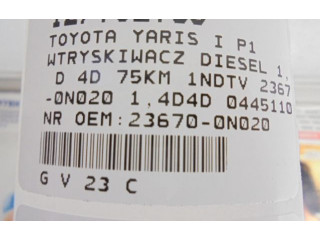 TOYOTA YARIS I P1
WTRYSKIWACZ DIESEL 1,
D 4D 75KM 1NDTV 2367
-0N020 1,4D4D 0445110
NR OEM:23670-0N020
G V 23 C